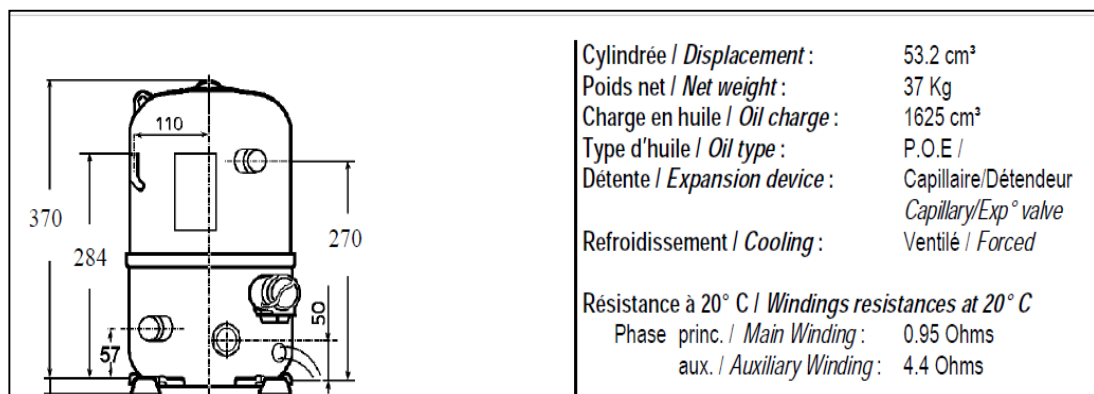 Cylindrée / Displacement : 53.2 cm³
Poids net / Net weight : 37 Kg
Charge en huile / Oil charge : 1625 cm³
Type d'huile / Oil type : P.O.E /
Détente / Expansion device : Capillaire/Détendeur
Capillary/Exp° valve
Refroidissement / Cooling : Ventilé / Forced
Résistance à 20° C / Windings resistances at 20° C
Phase princ. / Main Winding : 0.95 Ohms
aux. / Auxiliary Winding : 4.4 Ohms
110
370
284
270
50
57